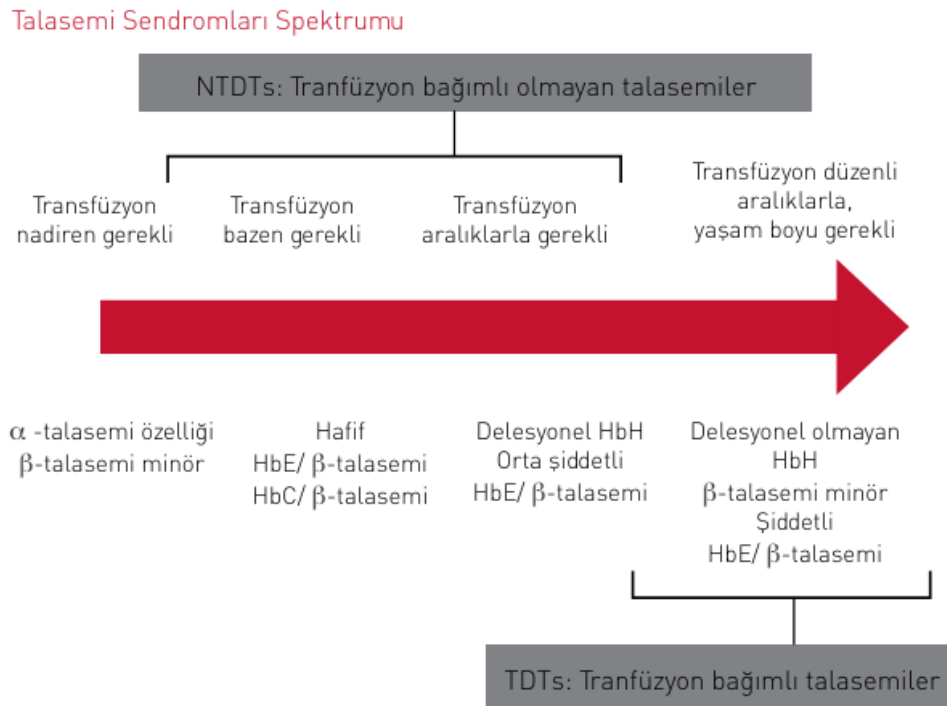 Talasemi Sendromları Spektrumu
NTDTs: Tranfüzyon bağımlı olmayan talasemiler
Transfüzyon
nadiren gerekli
Transfüzyon
bazen gerekli
Transfüzyon
aralıklarla gerekli
Transfüzyon düzenli
aralıklarla,
yaşam boyu gerekli
α -talasemi özelliği
β-talasemi minör
Hafif
HbE/ β-talasemi
HbC/ β-talasemi
Delesyonel HbH
Orta şiddetli
HbE/ β-talasemi
Delesyonel olmayan
HbH
β-talasemi minör
Şiddetli
HbE/ β-talasemi
TDTs: Tranfüzyon bağımlı talasemiler